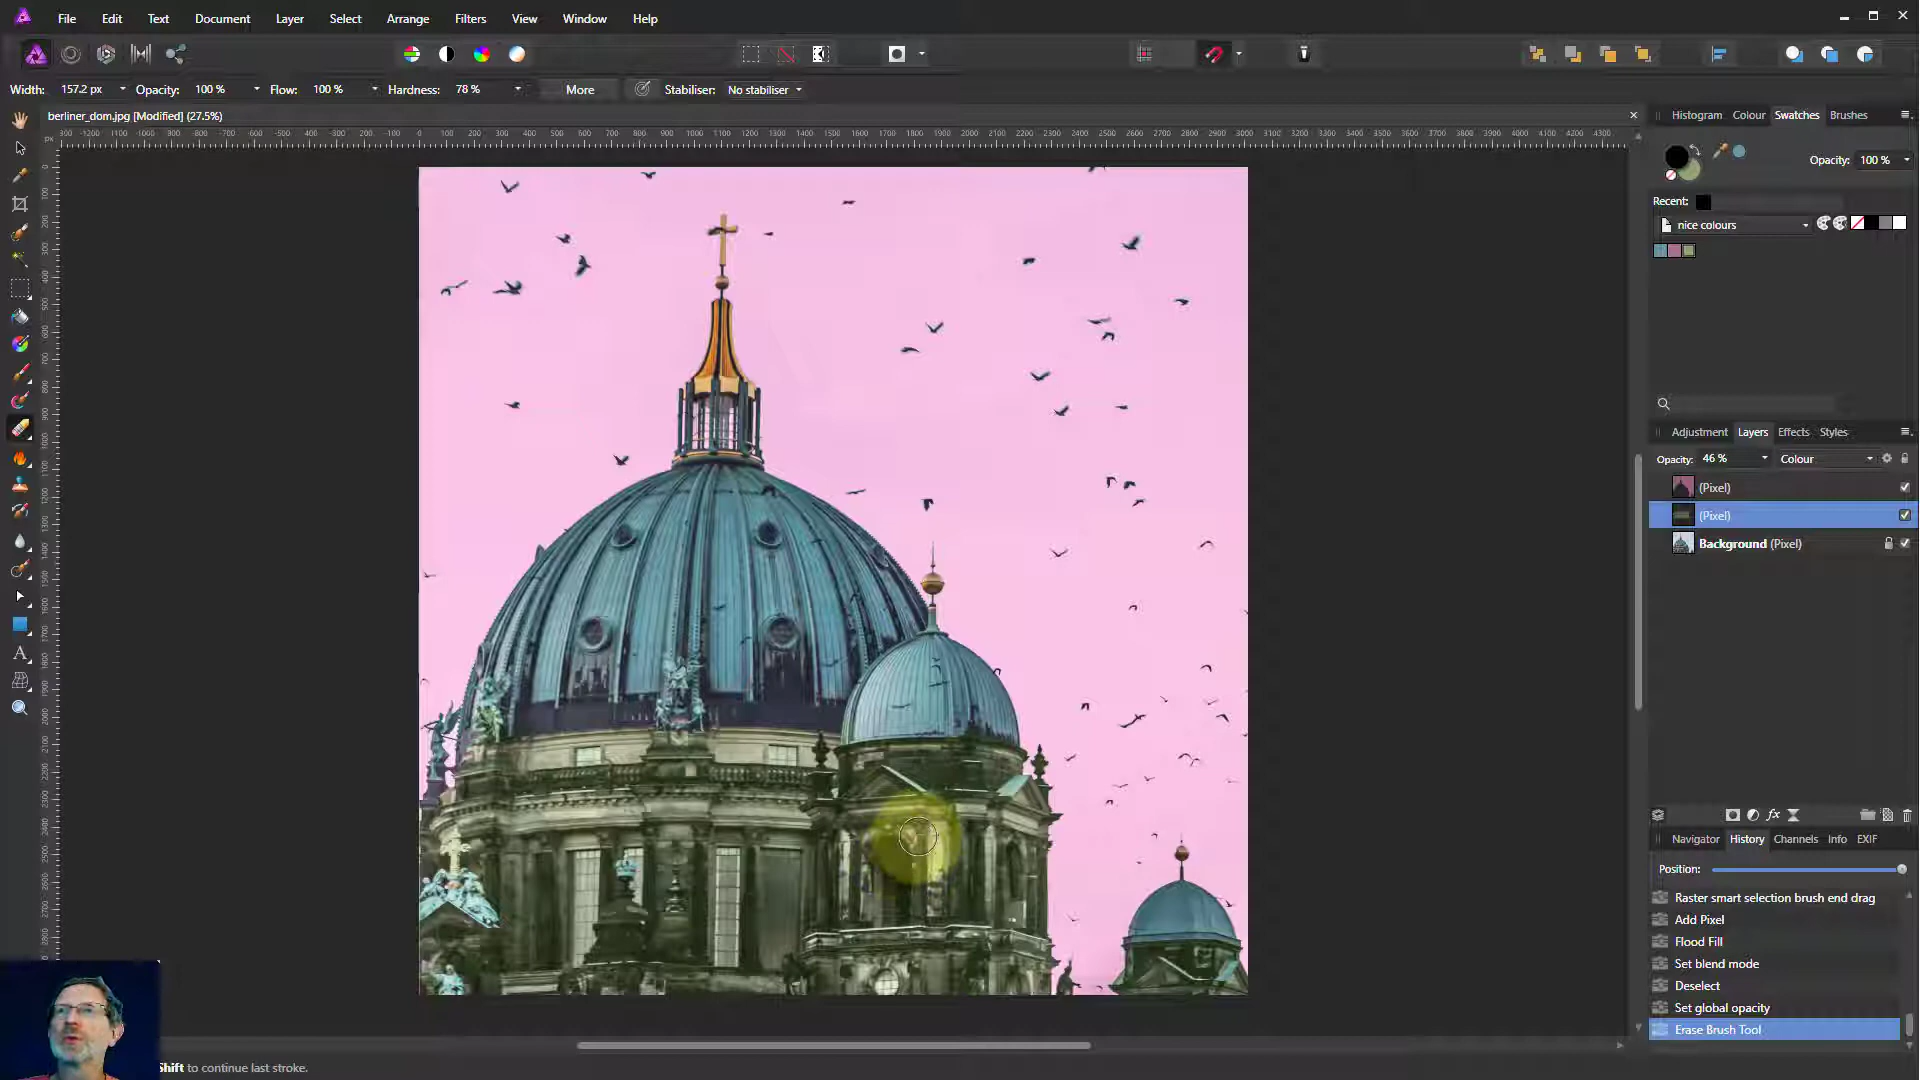 File Edit Text Document Layer Select Arrange Filters View Window Help
Width: 157.2 px Opacity: 100 % Flow: 100 % Hardness: 78 % More Stabiliser: No stabiliser
berliner_dom.jpg [Modified] (27.5%)
Histogram Colour Swatches Brushes
Opacity: 100 %
Recent:
nice colours
Adjustment Layers Effects Styles
Opacity: 46 % Colour
(Pixel)
(Pixel)
Background (Pixel)
Navigator History Channels Info EXIF
Position:
Raster smart selection brush end drag
Add Pixel
Flood Fill
Set blend mode
Deselect
Set global opacity
Erase Brush Tool
Shift to continue last stroke.